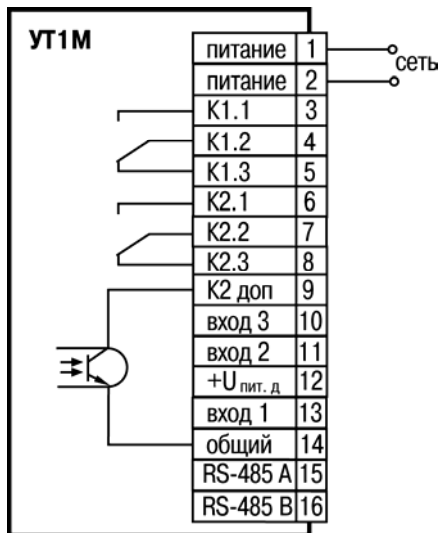 УТ1М
питание 1
сеть
питание 2
К1.1 3
К1.2 4
К1.3 5
К2.1 6
К2.2 7
К2.3 8
К2 доп 9
вход 3 10
вход 2 11
+U пит. д 12
вход 1 13
общий 14
RS-485 A 15
RS-485 B 16